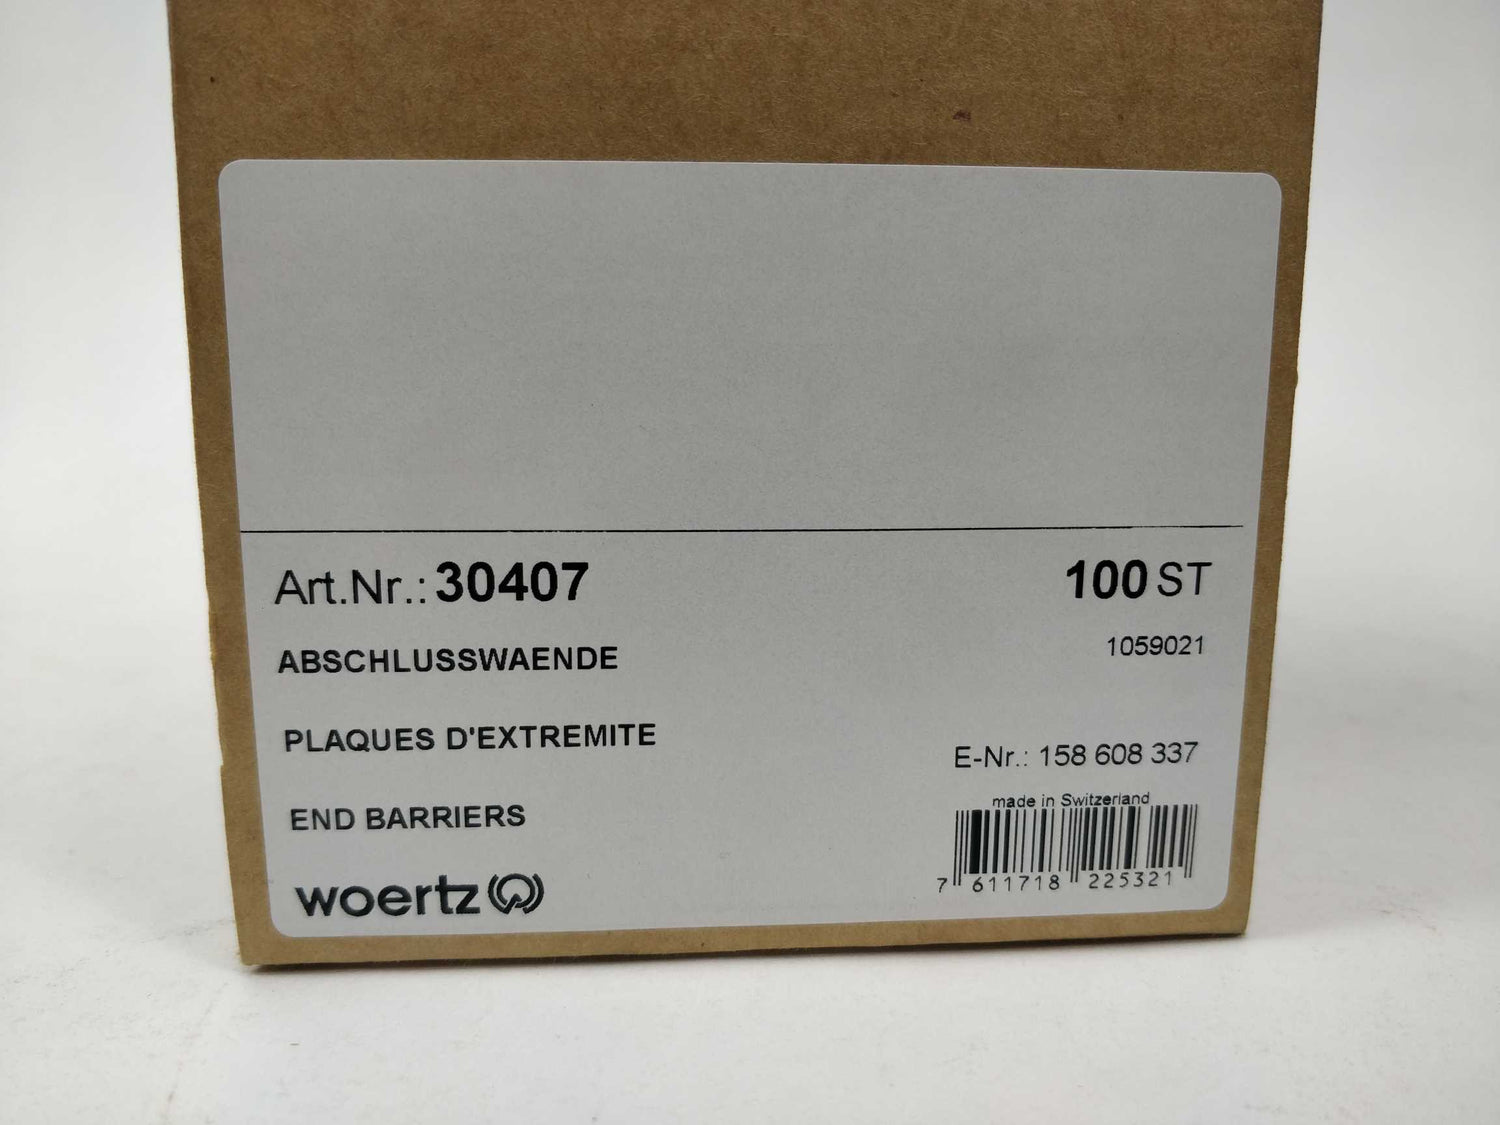 Art.Nr.: 30407 100 ST
ABSCHLUSSWAENDE 1059021
PLAQUES D'EXTREMITE
E-Nr.: 158 608 337
made in Switzerland
END BARRIERS
7 611718 225321
woertz